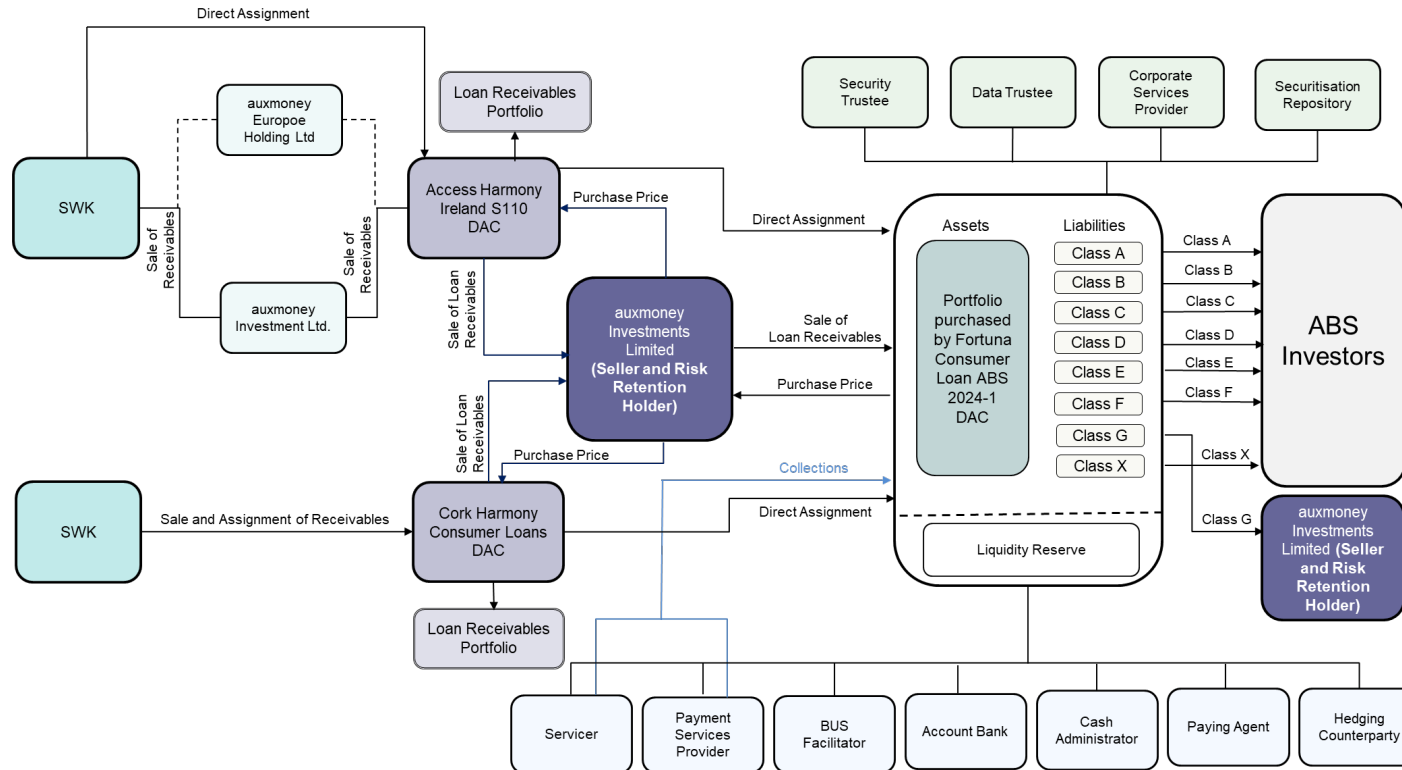 Direct Assignment
SWK
auxmoney
Europoe
Holding Ltd
Sale of
Receivables
Sale of
Receivables
auxmoney
Investment Ltd.
Loan Receivables
Portfolio
Access Harmony
Ireland S110
DAC
Purchase Price
Direct Assignment
Sale of Loan
Receivables
auxmoney
Investments
Limited
(Seller and Risk
Retention
Holder)
Sale of
Loan Receivables
Purchase Price
Sale of Loan
Receivables
Purchase Price
Collections
SWK
Sale and Assignment of Receivables
Cork Harmony
Consumer Loans
DAC
Direct Assignment
Loan Receivables
Portfolio
Security
Trustee
Data Trustee
Corporate
Services
Provider
Securitisation
Repository
Assets
Liabilities
Portfolio
purchased
by Fortuna
Consumer
Loan ABS
2024-1
DAC
Class A
Class B
Class C
Class D
Class E
Class F
Class G
Class X
Liquidity Reserve
Class A
Class B
Class C
Class D
Class E
Class F
Class X
Class G
ABS
Investors
auxmoney
Investments
Limited (Seller
and Risk
Retention
Holder)
Servicer
Payment
Services
Provider
BUS
Facilitator
Account Bank
Cash
Administrator
Paying Agent
Hedging
Counterparty